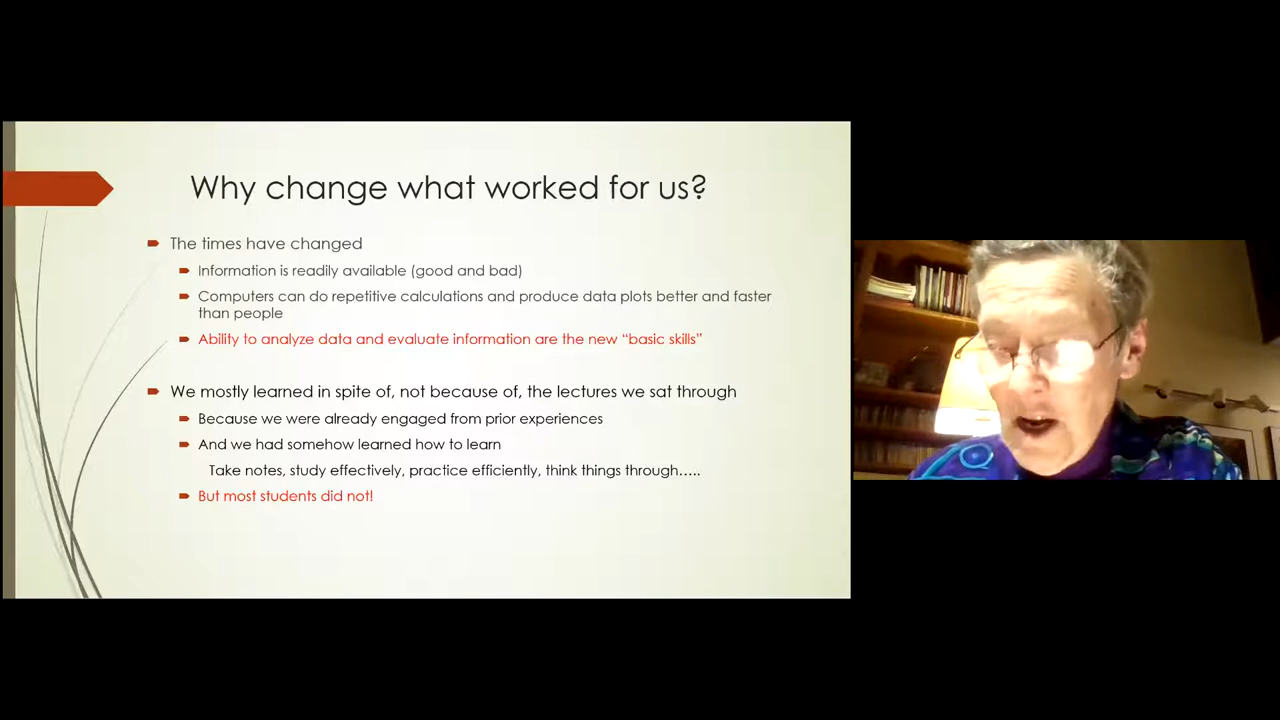 Why change what worked for us?
The times have changed
Information is readily available (good and bad)
Computers can do repetitive calculations and produce data plots better and faster
than people
Ability to analyze data and evaluate information are the new “basic skills”
We mostly learned in spite of, not because of, the lectures we sat through
Because we were already engaged from prior experiences
And we had somehow learned how to learn
Take notes, study effectively, practice efficiently, think things through…..
But most students did not!